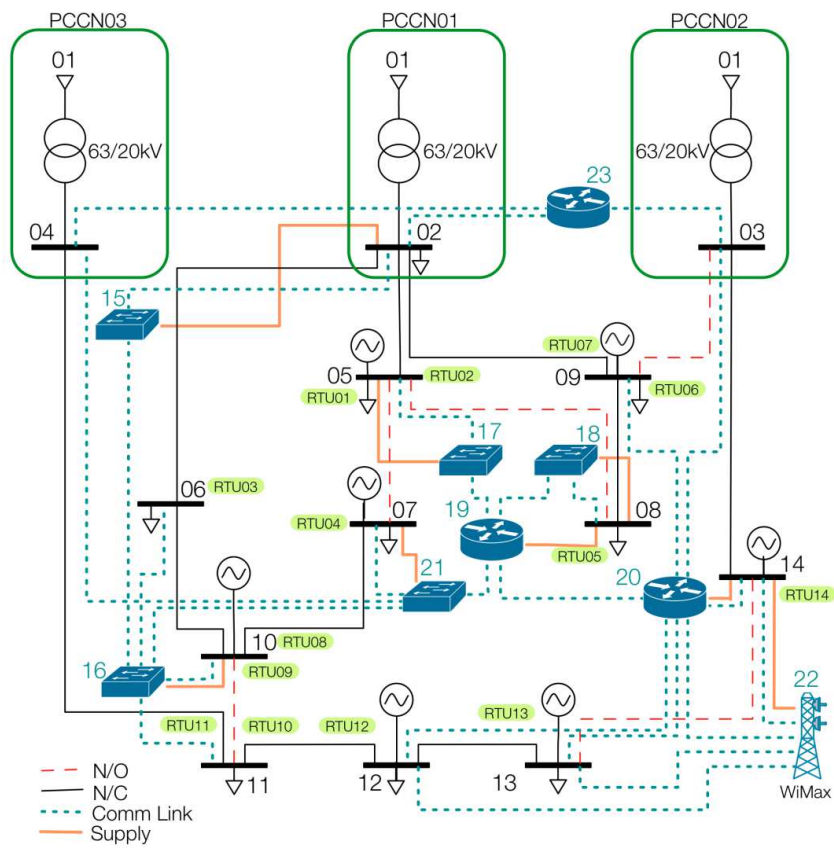 PCCN03
PCCN01
PCCN02
01
01
01
63/20kV
63/20kV
63/20kV
23
04
02
03
15
RTU07
05
RTU02
09
RTU01
RTU06
17
18
06
RTU03
07
19
08
RTU04
RTU05
21
20
14
RTU14
10
RTU08
16
RTU09
22
RTU11
RTU10
RTU12
RTU13
11
12
13
WiMax
N/O
N/C
Comm Link
Supply